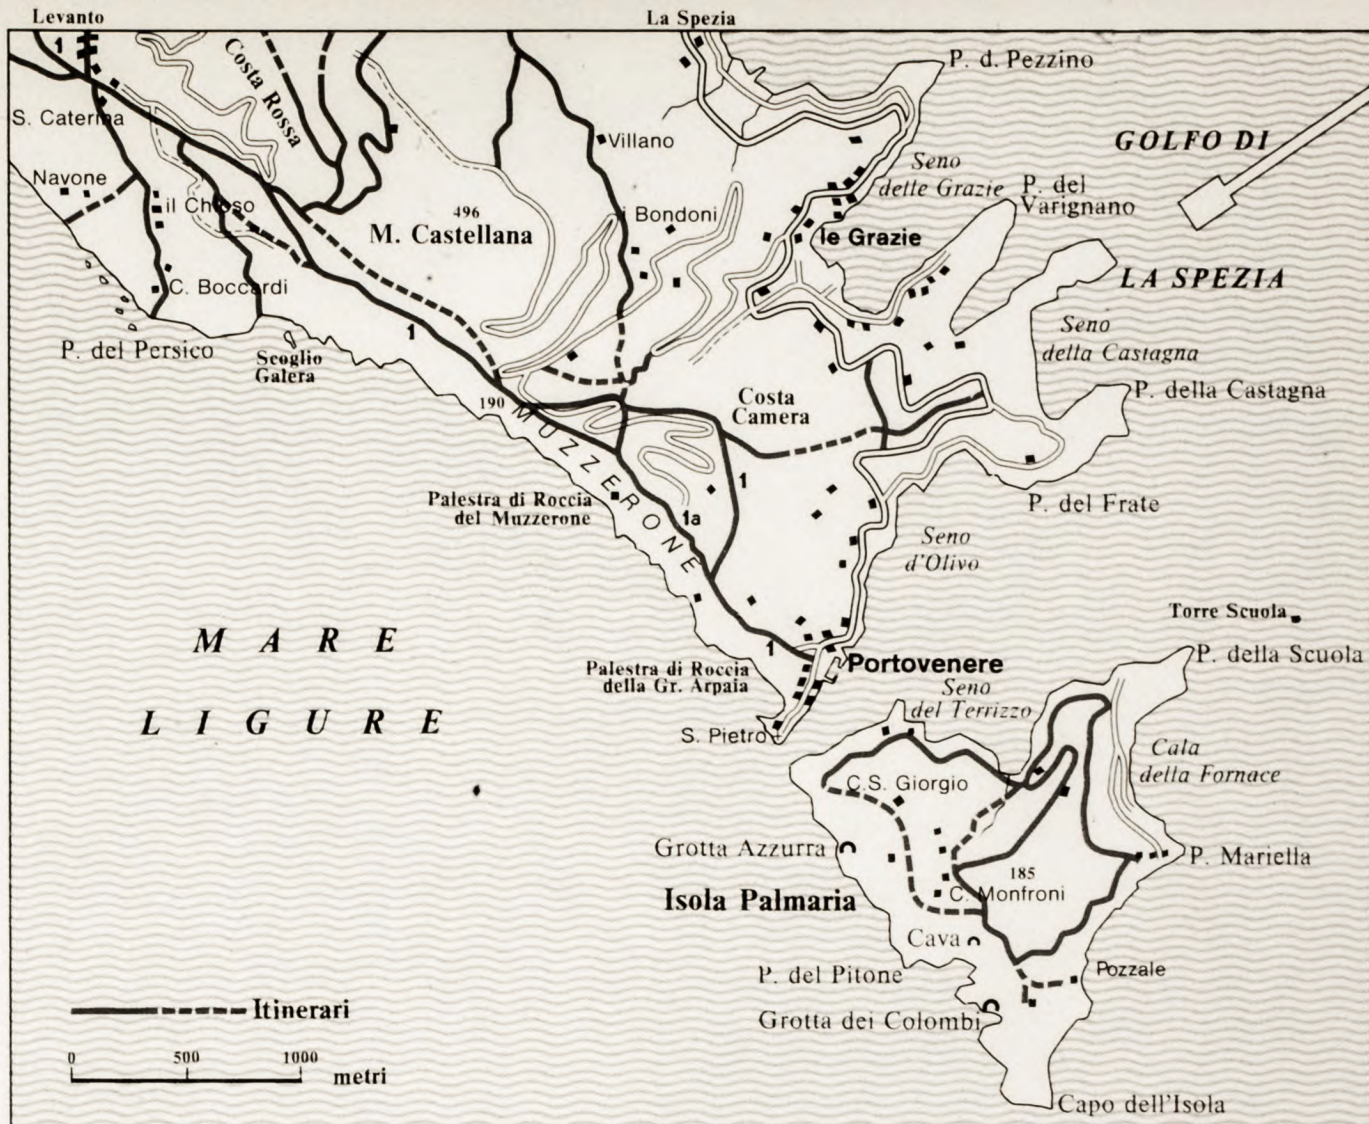 Levanto
La Spezia
1
Costa Rossa
P. d. Pezzino
S. Caterina
Villano
GOLFO DI
Seno
delle Grazie
P. del
Varignano
Navone
il Chioso
496
M. Castellana
i Bondoni
le Grazie
LA SPEZIA
C. Boccardi
Seno
della Castagna
P. del Persico
Scoglio
Galera
1
190
Costa
Camera
P. della Castagna
MUZZERONE
1
Palestra di Roccia
del Muzzerone
1a
P. del Frate
Seno
d'Olivo
MARE
LIGURE
Torre Scuola
1
Portovenere
P. della Scuola
Palestra di Roccia
della Gr. Arpaia
Seno
del Terrizzo
S. Pietro
Cala
della Fornace
C.S. Giorgio
Grotta Azzurra
P. Mariella
185
C. Monfroni
Isola Palmaria
Cava
P. del Pitone
Pozzale
Itinerari
Grotta dei Colombi
0 500 1000
metri
Capo dell'Isola